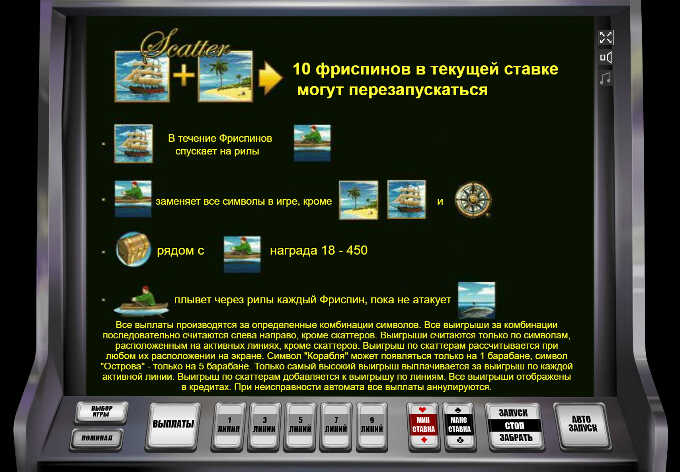 Scatter
10 фриспинов в текущей ставке
могут перезапускаться
В течение Фриспинов
спускает на рилы
заменяет все символы в игре, кроме
и
рядом с
награда 18 - 450
плывет через рилы каждый Фриспин, пока не атакует
Все выплаты производятся за определенные комбинации символов. Все выигрыши за комбинации
последовательно считаются слева направо, кроме скаттеров. Выигрыши считаются только по символам,
расположенным на активных линиях, кроме скаттеров. Выигрыш по скаттерам рассчитывается при
любом их расположении на экране. Символ "Корабля" может появляться только на 1 барабане, символ
"Острова" - только на 5 барабане. Только самый высокий выигрыш выплачивается за выигрыш по каждой
активной линии. Выигрыш по скаттерам добавляется к выигрышу по линиям. Все выигрыши отображены
в кредитах. При неисправности автомата все выплаты аннулируются.
ВЫБОР
ИГРЫ
НОМИНАЛ
ВЫПЛАТЫ
1
ЛИНИЯ
3
ЛИНИИ
5
ЛИНИЙ
7
ЛИНИЙ
9
ЛИНИЙ
МИН
СТАВКА
МАКС
СТАВКА
ЗАПУСК
СТОП
ЗАБРАТЬ
АВТО
ЗАПУСК